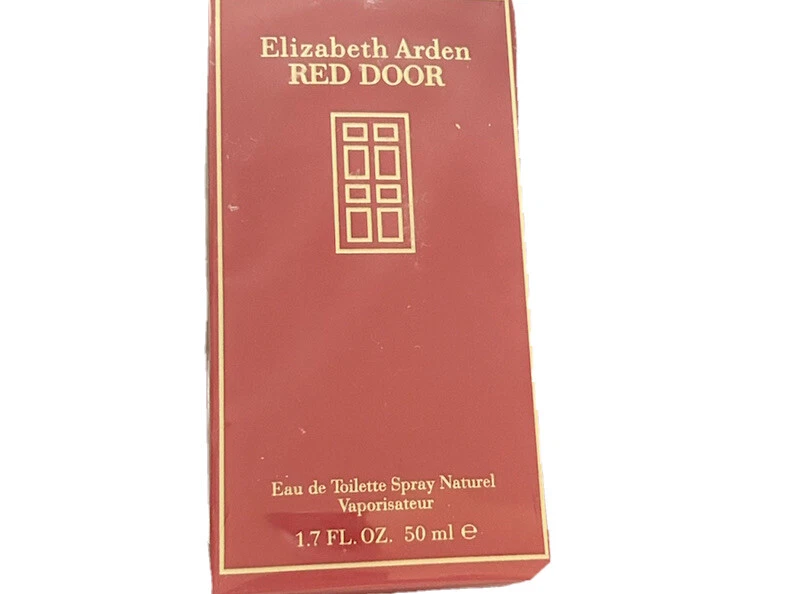 Elizabeth Arden
RED DOOR
Eau de Toilette Spray Naturel
Vaporisateur
1.7 FL. OZ. 50 ml ℮